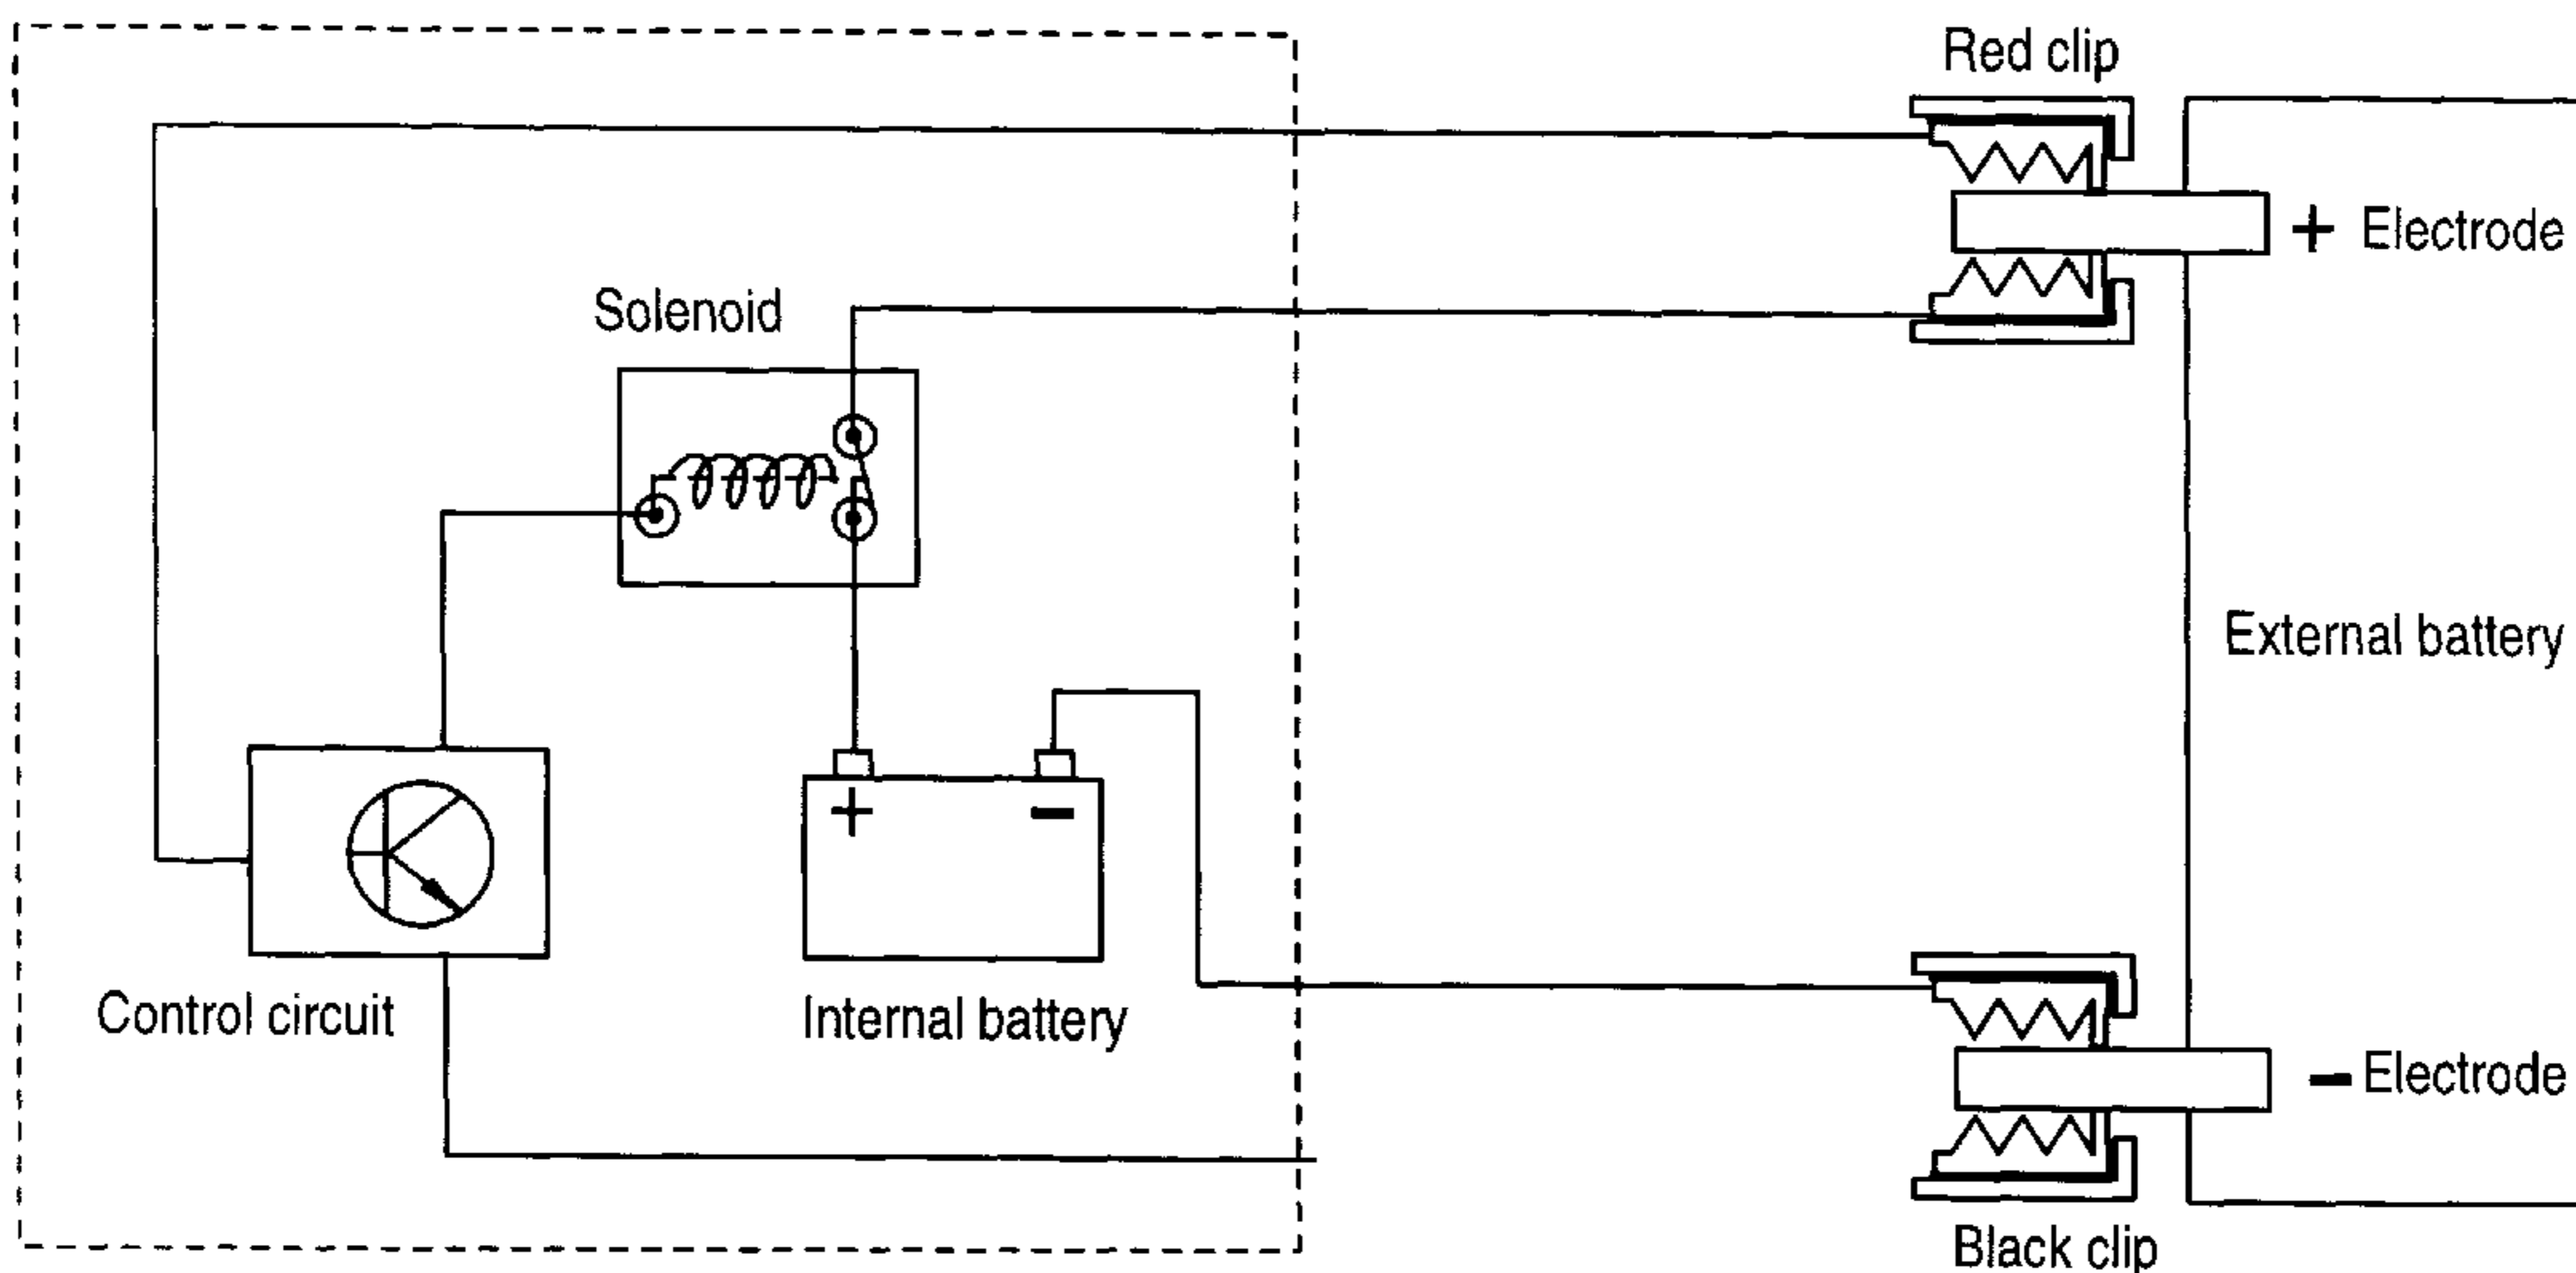 Red clip
+ Electrode
Solenoid
External battery
+ −
Control circuit
Internal battery
− Electrode
Black clip